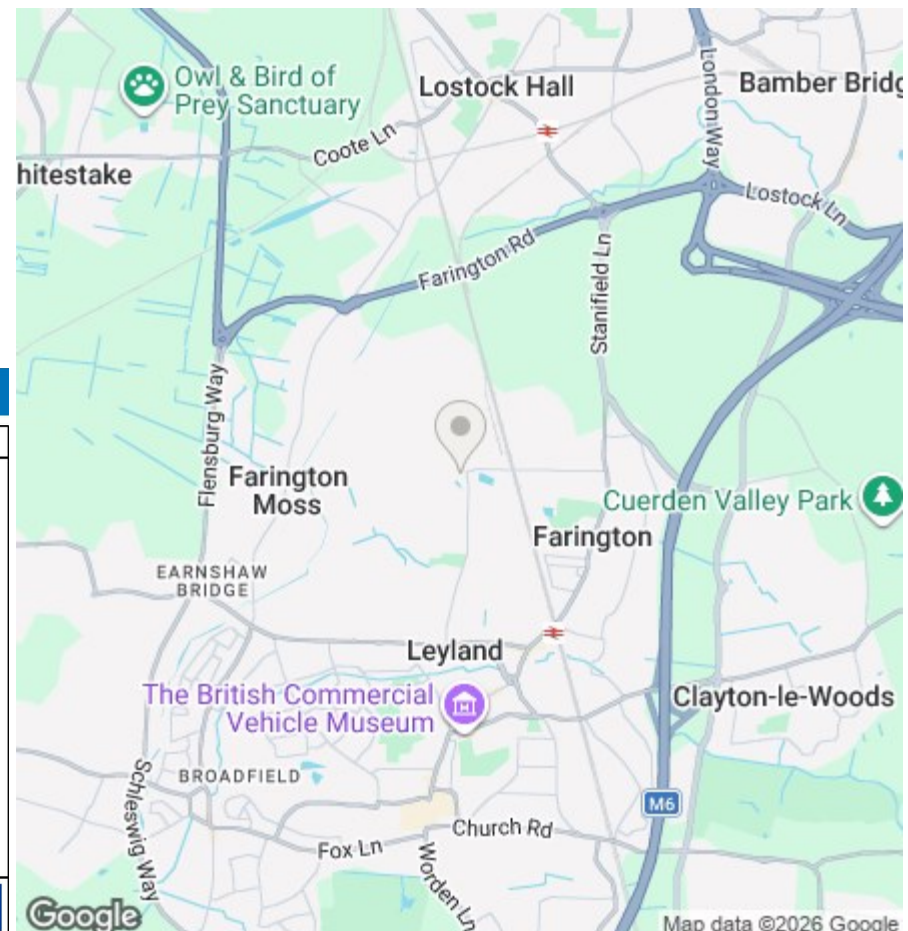 Owl & Bird of
Prey Sanctuary
Lostock Hall
Bamber Bridg
London Way
Coote Ln
hitestake
Lostock Ln
Farington Rd
Stanifield Ln
Flensburg Way
Farington
Moss
Cuerden Valley Park
Farington
EARNSHAW
BRIDGE
Leyland
The British Commercial
Vehicle Museum
Clayton-le-Woods
BROADFIELD
Schleswig Way
M6
Church Rd
Fox Ln
Worden Ln
Google
Map data ©2026 Google